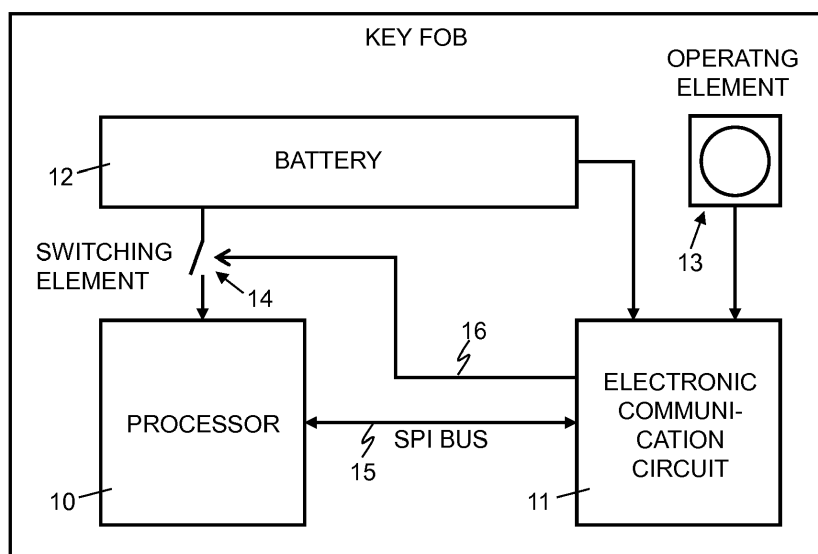 KEY FOB
OPERATNG
ELEMENT
BATTERY
12
13
SWITCHING
ELEMENT
14
16
PROCESSOR
SPI BUS
15
ELECTRONIC
COMMUNI-
CATION
CIRCUIT
10
11